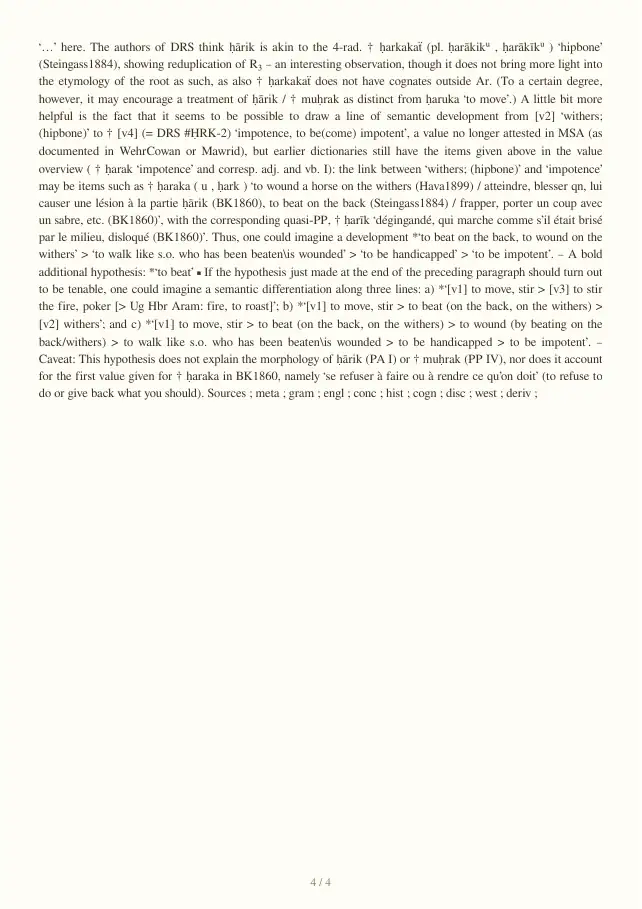 ‘…’ here. The authors of DRS think ḥārik is akin to the 4-rad. † ḥarkakaẗ (pl. ḥarākikᵘ , ḥarākīkᵘ ) ‘hipbone’
(Steingass1884), showing reduplication of R₃ – an interesting observation, though it does not bring more light into
the etymology of the root as such, as also † ḥarkakaẗ does not have cognates outside Ar. (To a certain degree,
however, it may encourage a treatment of ḥārik / † muḥrak as distinct from ḥaruka ‘to move’.) A little bit more
helpful is the fact that it seems to be possible to draw a line of semantic development from [v2] ‘withers;
(hipbone)’ to † [v4] (= DRS #ḤRK-2) ‘impotence, to be(come) impotent’, a value no longer attested in MSA (as
documented in WehrCowan or Mawrid), but earlier dictionaries still have the items given above in the value
overview ( † ḥarak ‘impotence’ and corresp. adj. and vb. I): the link between ‘withers; (hipbone)’ and ‘impotence’
may be items such as † ḥaraka ( u , ḥark ) ‘to wound a horse on the withers (Hava1899) / atteindre, blesser qn, lui
causer une lésion à la partie ḥārik (BK1860), to beat on the back (Steingass1884) / frapper, porter un coup avec
un sabre, etc. (BK1860)’, with the corresponding quasi-PP, † ḥarīk ‘dégingandé, qui marche comme s’il était brisé
par le milieu, disloqué (BK1860)’. Thus, one could imagine a development *‘to beat on the back, to wound on the
withers’ > ‘to walk like s.o. who has been beaten\is wounded’ > ‘to be handicapped’ > ‘to be impotent’. – A bold
additional hypothesis: *‘to beat’ ▪ If the hypothesis just made at the end of the preceding paragraph should turn out
to be tenable, one could imagine a semantic differentiation along three lines: a) *‘[v1] to move, stir > [v3] to stir
the fire, poker [> Ug Hbr Aram: fire, to roast]’; b) *‘[v1] to move, stir > to beat (on the back, on the withers) >
[v2] withers’; and c) *‘[v1] to move, stir > to beat (on the back, on the withers) > to wound (by beating on the
back/withers) > to walk like s.o. who has been beaten\is wounded > to be handicapped > to be impotent’. –
Caveat: This hypothesis does not explain the morphology of ḥārik (PA I) or † muḥrak (PP IV), nor does it account
for the first value given for † ḥaraka in BK1860, namely ‘se refuser à faire ou à rendre ce qu’on doit’ (to refuse to
do or give back what you should). Sources ; meta ; gram ; engl ; conc ; hist ; cogn ; disc ; west ; deriv ;
4 / 4